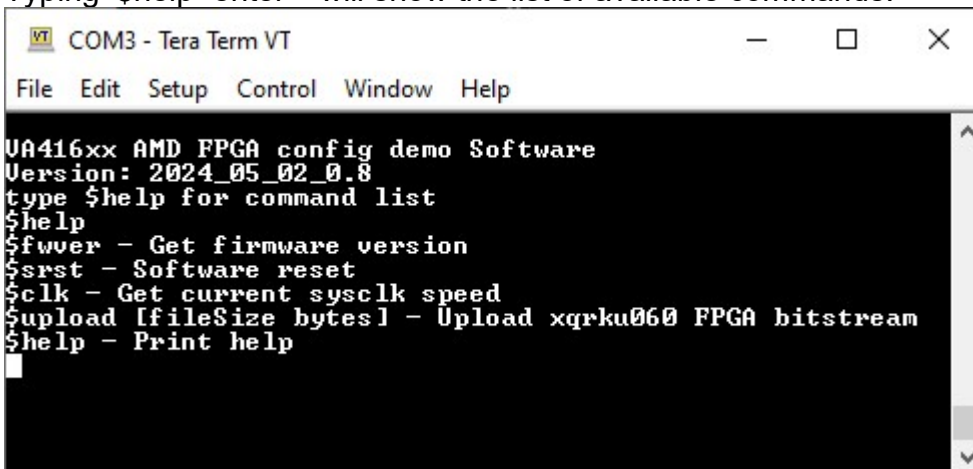 Typing '$help <enter>' will show the list of available commands.
COM3 - Tera Term VT
File Edit Setup Control Window Help
VA416xx AMD FPGA config demo Software
Version: 2024_05_02_0.8
type $help for command list
$help
$fwver - Get firmware version
$srst - Software reset
$clk - Get current sysclk speed
$upload [fileSize bytes] - Upload xqrku060 FPGA bitstream
$help - Print help